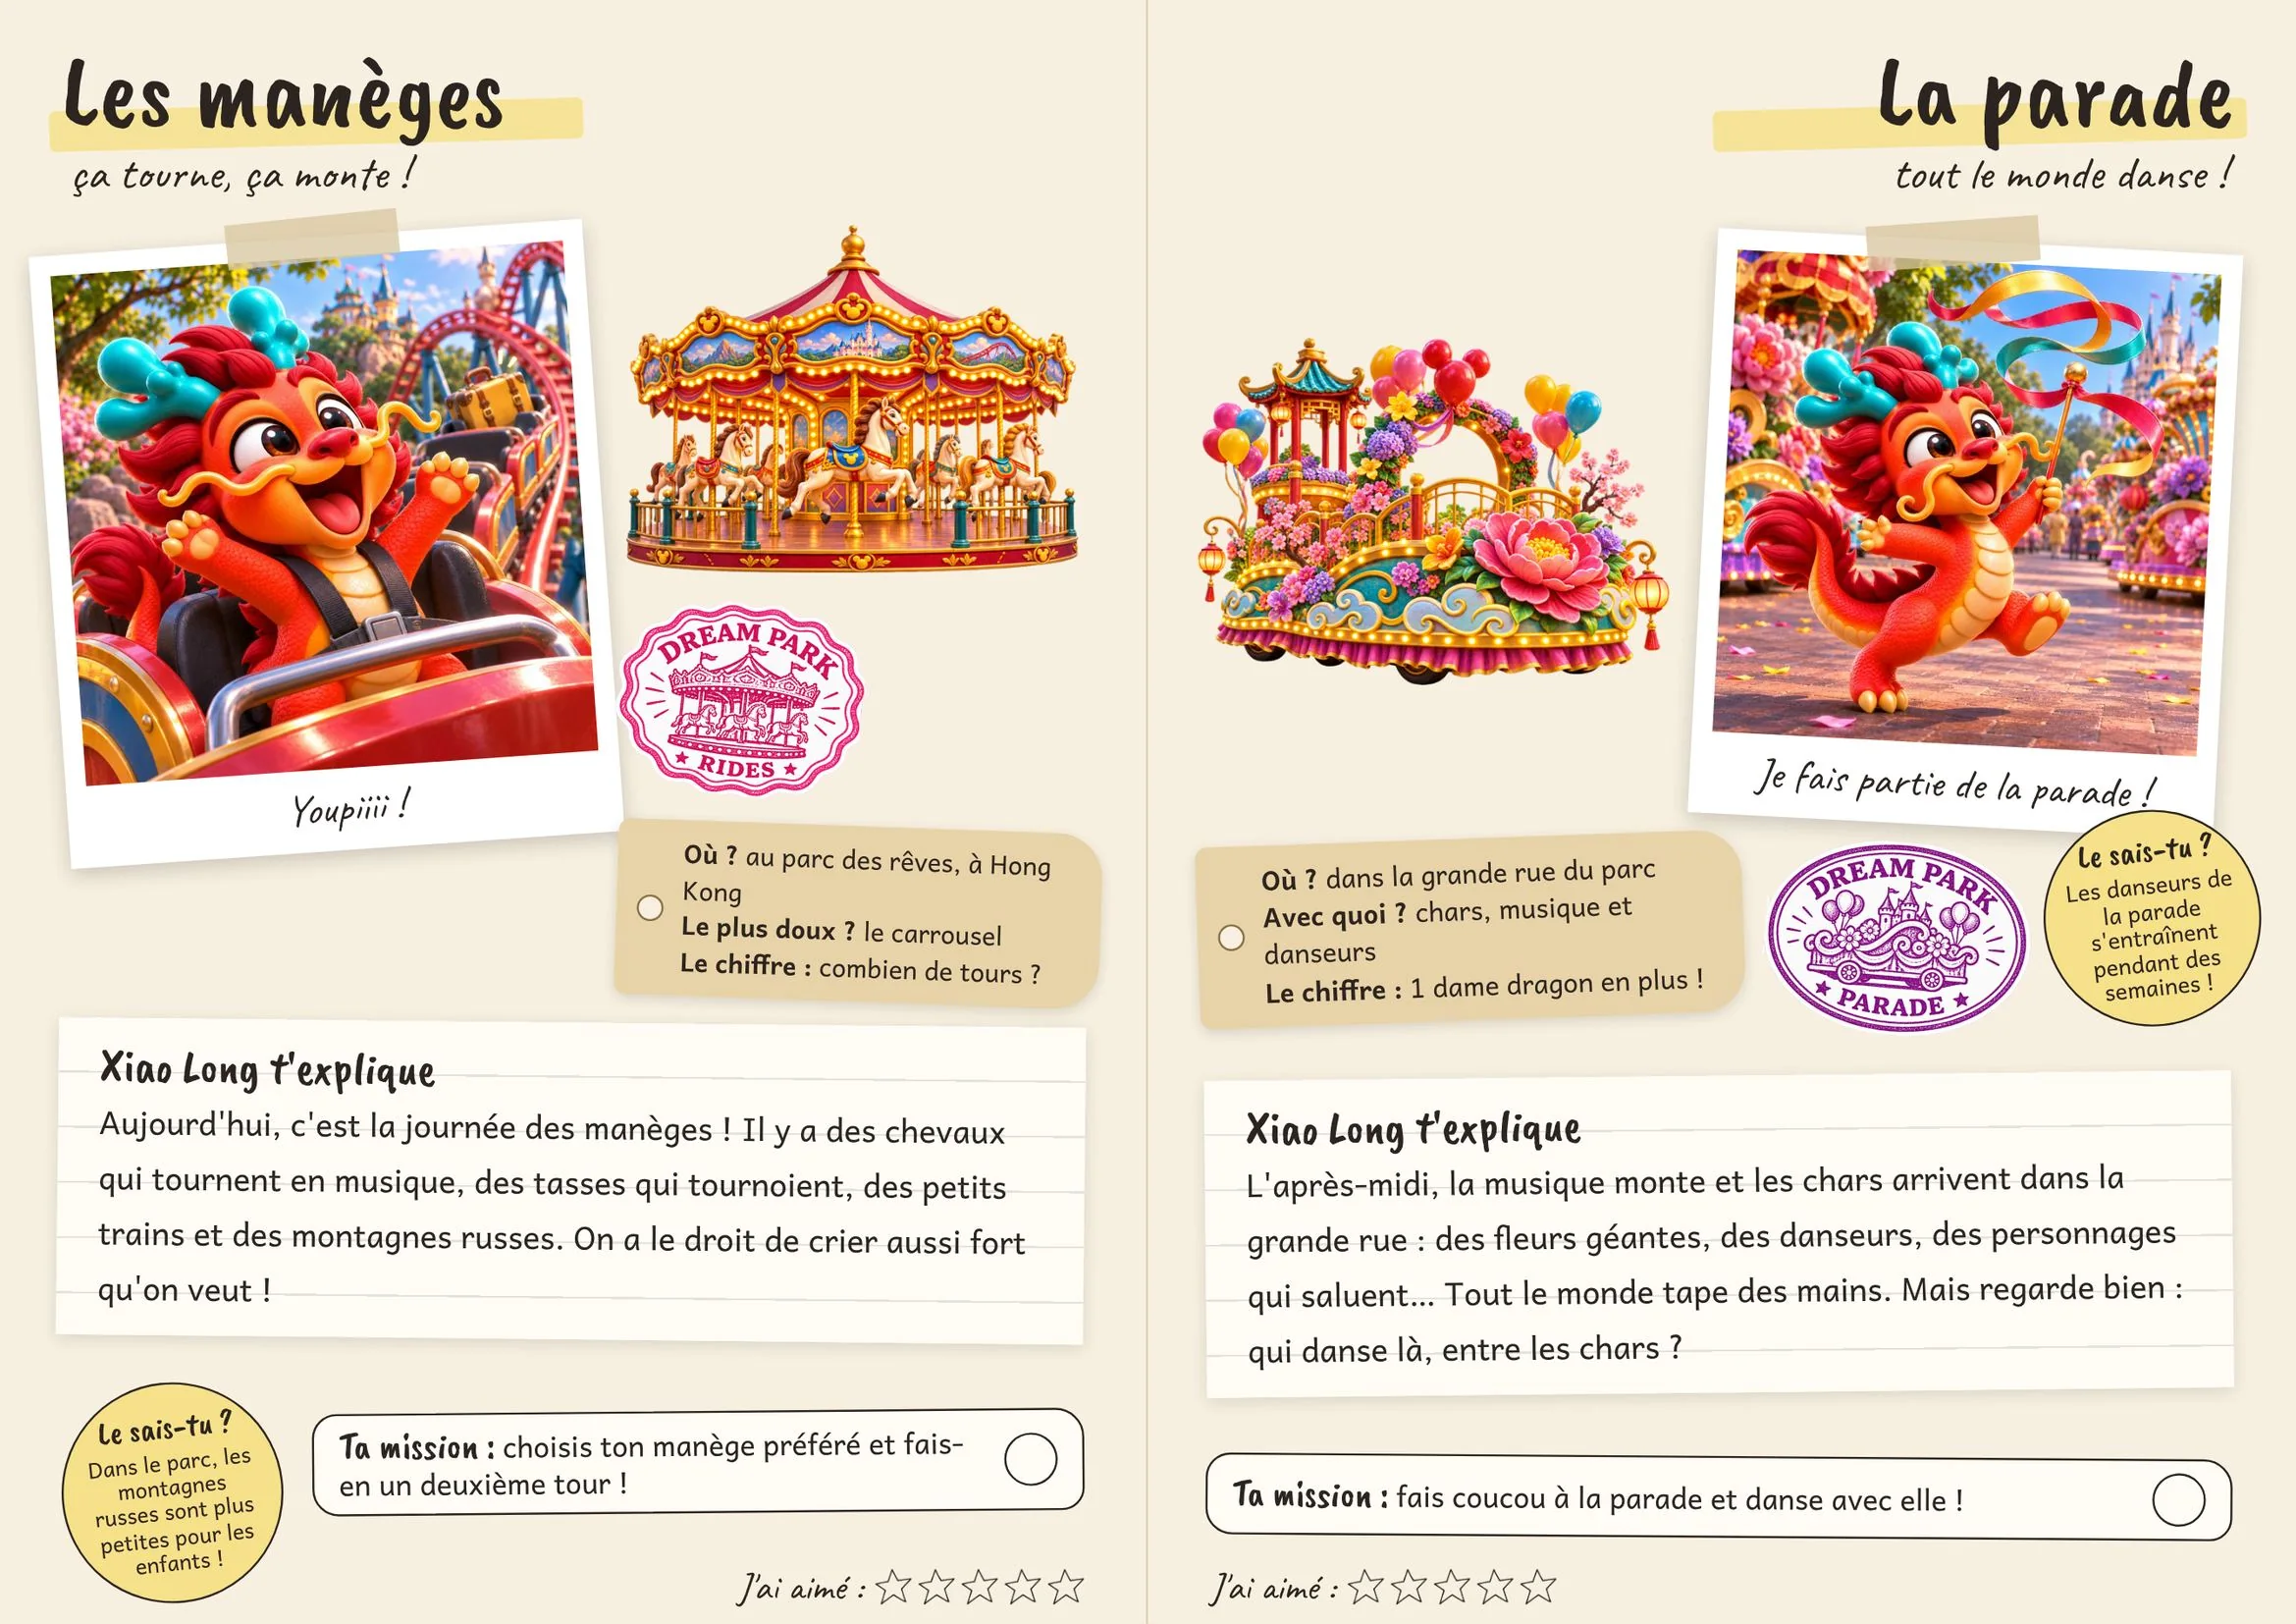 Les manèges
ça tourne, ça monte !
Youpiiii !
DREAM PARK
★ RIDES ★
Où ? au parc des rêves, à Hong
Kong
Le plus doux ? le carrousel
Le chiffre : combien de tours ?
Xiao Long t'explique
Aujourd'hui, c'est la journée des manèges ! Il y a des chevaux
qui tournent en musique, des tasses qui tournoient, des petits
trains et des montagnes russes. On a le droit de crier aussi fort
qu'on veut !
Le sais-tu ?
Dans le parc, les
montagnes
russes sont plus
petites pour les
enfants !
Ta mission : choisis ton manège préféré et fais-
en un deuxième tour !
J'ai aimé : ☆☆☆☆☆
La parade
tout le monde danse !
Je fais partie de la parade !
Où ? dans la grande rue du parc
Avec quoi ? chars, musique et
danseurs
Le chiffre : 1 dame dragon en plus !
DREAM PARK
★ PARADE ★
Le sais-tu ?
Les danseurs de
la parade
s'entraînent
pendant des
semaines !
Xiao Long t'explique
L'après-midi, la musique monte et les chars arrivent dans la
grande rue : des fleurs géantes, des danseurs, des personnages
qui saluent... Tout le monde tape des mains. Mais regarde bien :
qui danse là, entre les chars ?
Ta mission : fais coucou à la parade et danse avec elle !
J'ai aimé : ☆☆☆☆☆